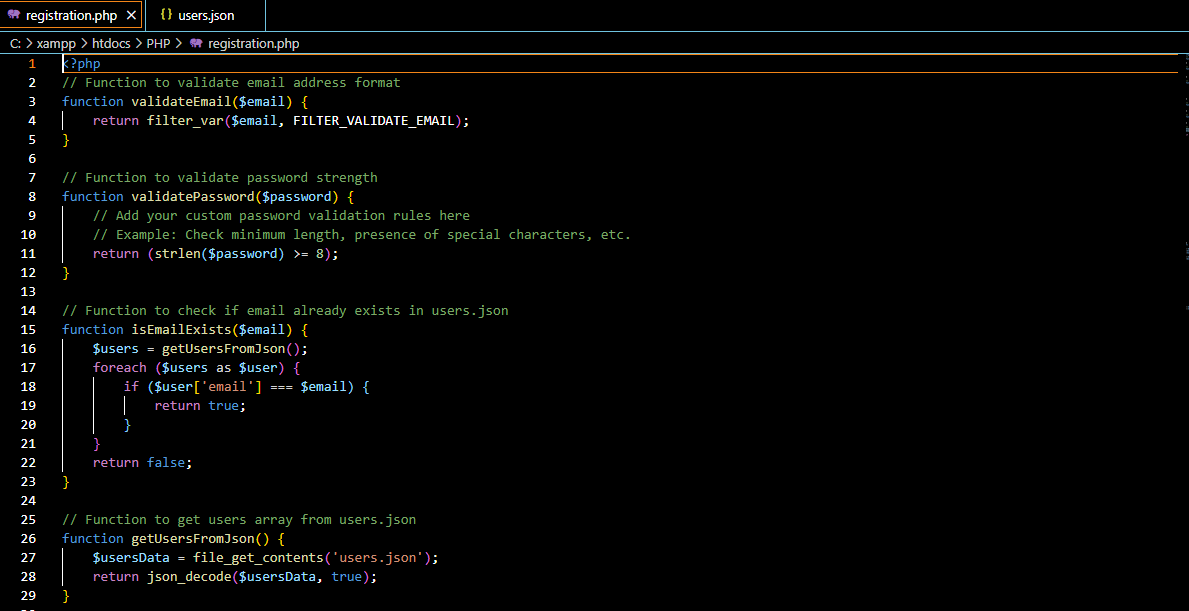 registration.php
users.json
C: > xampp > htdocs > PHP > registration.php
1 <?php
2 // Function to validate email address format
3 function validateEmail($email) {
4 return filter_var($email, FILTER_VALIDATE_EMAIL);
5 }
6
7 // Function to validate password strength
8 function validatePassword($password) {
9 // Add your custom password validation rules here
10 // Example: Check minimum length, presence of special characters, etc.
11 return (strlen($password) >= 8);
12 }
13
14 // Function to check if email already exists in users.json
15 function isEmailExists($email) {
16 $users = getUsersFromJson();
17 foreach ($users as $user) {
18 if ($user['email'] === $email) {
19 return true;
20 }
21 }
22 return false;
23 }
24
25 // Function to get users array from users.json
26 function getUsersFromJson() {
27 $usersData = file_get_contents('users.json');
28 return json_decode($usersData, true);
29 }